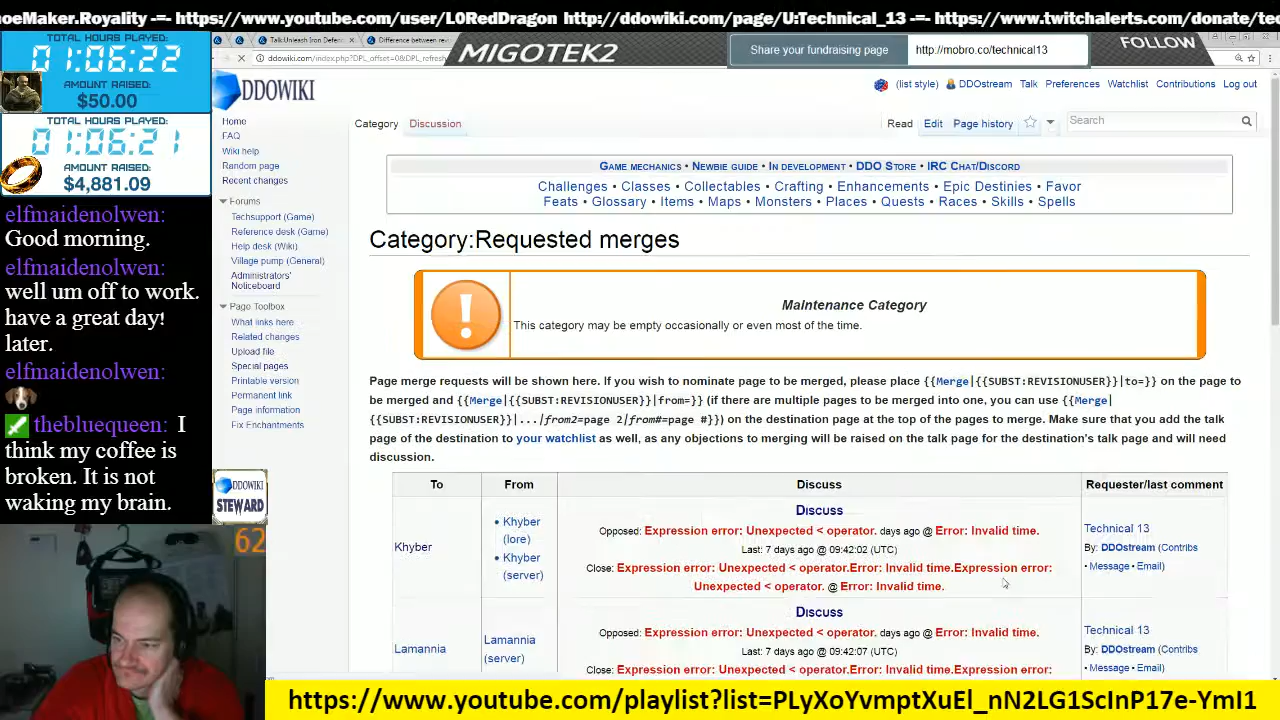 hoeMaker.Royality -=- https://www.youtube.com/user/L0RedDragon http://ddowiki.com/page/U:Technical_13 -=- https://www.twitchalerts.com/donate/tec
TOTAL HOURS PLAYED:
01:06:22
AMOUNT RAISED:
$50.00
TOTAL HOURS PLAYED:
01:06:21
AMOUNT RAISED:
$4,881.09
elfmaidenolwen:
Good morning.
elfmaidenolwen:
well um off to work.
have a great day!
later.
elfmaidenolwen:
thebluequeen: I
think my coffee is
broken. It is not
waking my brain.
Talk:Unleash Iron Defen
Difference between rev
MIGOTEK2
Share your fundraising page
http://mobro.co/technical13
FOLLOW
ddowiki.com/index.php?DPL_offset=0&DPL_refresh
DDOWIKI
(list style)
DDOstream
Talk
Preferences
Watchlist
Contributions
Log out
Home
FAQ
Wiki help
Random page
Recent changes
Forums
Techsupport (Game)
Reference desk (Game)
Help desk (Wiki)
Village pump (General)
Administrators'
Noticeboard
Page Toolbox
What links here
Related changes
Upload file
Special pages
Printable version
Permanent link
Page information
Fix Enchantments
DDOWIKI
STEWARD
62
Category
Discussion
Read
Edit
Page history
Search
Game mechanics • Newbie guide • In development • DDO Store • IRC Chat/Discord
Challenges • Classes • Collectables • Crafting • Enhancements • Epic Destinies • Favor
Feats • Glossary • Items • Maps • Monsters • Places • Quests • Races • Skills • Spells
Category:Requested merges
Maintenance Category
This category may be empty occasionally or even most of the time.
Page merge requests will be shown here. If you wish to nominate page to be merged, please place {{Merge|{{SUBST:REVISIONUSER}}|to=}} on the page to
be merged and {{Merge|{{SUBST:REVISIONUSER}}|from=}} (if there are multiple pages to be merged into one, you can use {{Merge|
{{SUBST:REVISIONUSER}}|...|from2=page 2|from#=page #}}) on the destination page at the top of the pages to merge. Make sure that you add the talk
page of the destination to your watchlist as well, as any objections to merging will be raised on the talk page for the destination's talk page and will need
discussion.
To
From
Discuss
Requester/last comment
Khyber
• Khyber
(lore)
• Khyber
(server)
Discuss
Opposed: Expression error: Unexpected < operator. days ago @ Error: Invalid time.
Last: 7 days ago @ 09:42:02 (UTC)
Close: Expression error: Unexpected < operator.Error: Invalid time.Expression error:
Unexpected < operator. @ Error: Invalid time.
Technical 13
By: DDOstream (Contribs
• Message • Email)
Lamannia
Lamannia
(server)
Discuss
Opposed: Expression error: Unexpected < operator. days ago @ Error: Invalid time.
Last: 7 days ago @ 09:42:07 (UTC)
Close: Expression error: Unexpected < operator.Error: Invalid time.Expression error:
Technical 13
By: DDOstream (Contribs
• Message • Email)
https://www.youtube.com/playlist?list=PLyXoYvmptXuEl_nN2LG1ScInP17e-YmI1